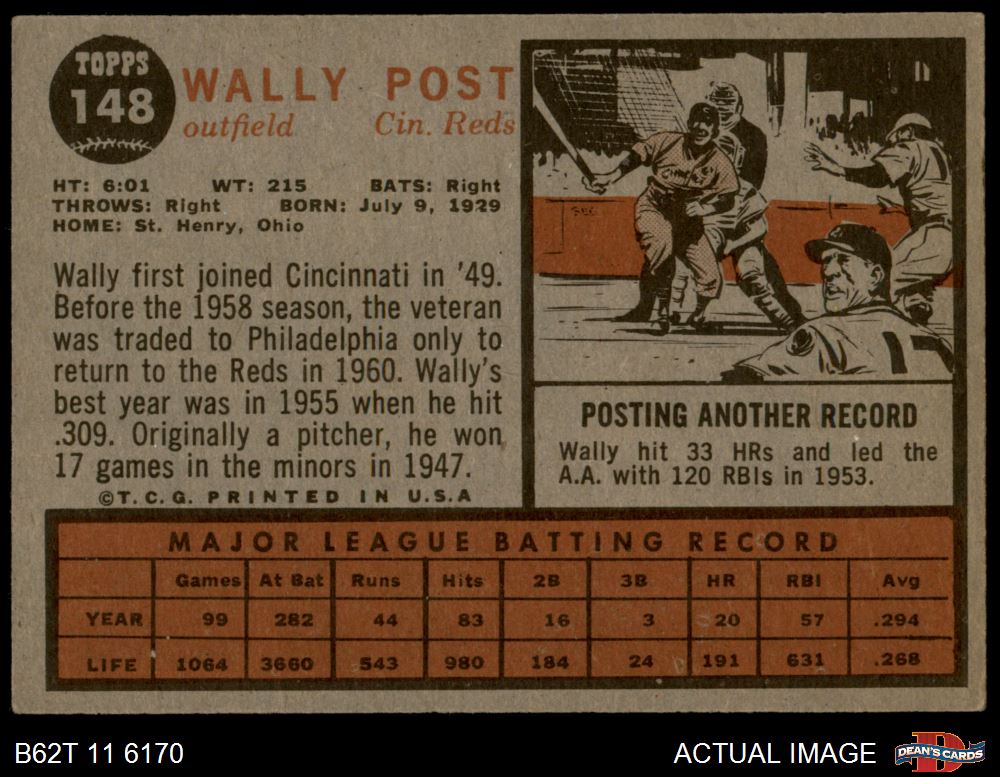 TOPPS
148
WALLY POST
outfield Cin. Reds
HT: 6:01 WT: 215 BATS: Right
THROWS: Right BORN: July 9, 1929
HOME: St. Henry, Ohio
Wally first joined Cincinnati in '49.
Before the 1958 season, the veteran
was traded to Philadelphia only to
return to the Reds in 1960. Wally's
best year was in 1955 when he hit
.309. Originally a pitcher, he won
17 games in the minors in 1947.
©T.C.G. PRINTED IN U.S.A
17
POSTING ANOTHER RECORD
Wally hit 33 HRs and led the
A.A. with 120 RBIs in 1953.
MAJOR LEAGUE BATTING RECORD
Games At Bat Runs Hits 2B 3B HR RBI Avg
YEAR 99 282 44 83 16 3 20 57 .294
LIFE 1064 3660 543 980 184 24 191 631 .268
B62T 11 6170
ACTUAL IMAGE
DEAN'S CARDS